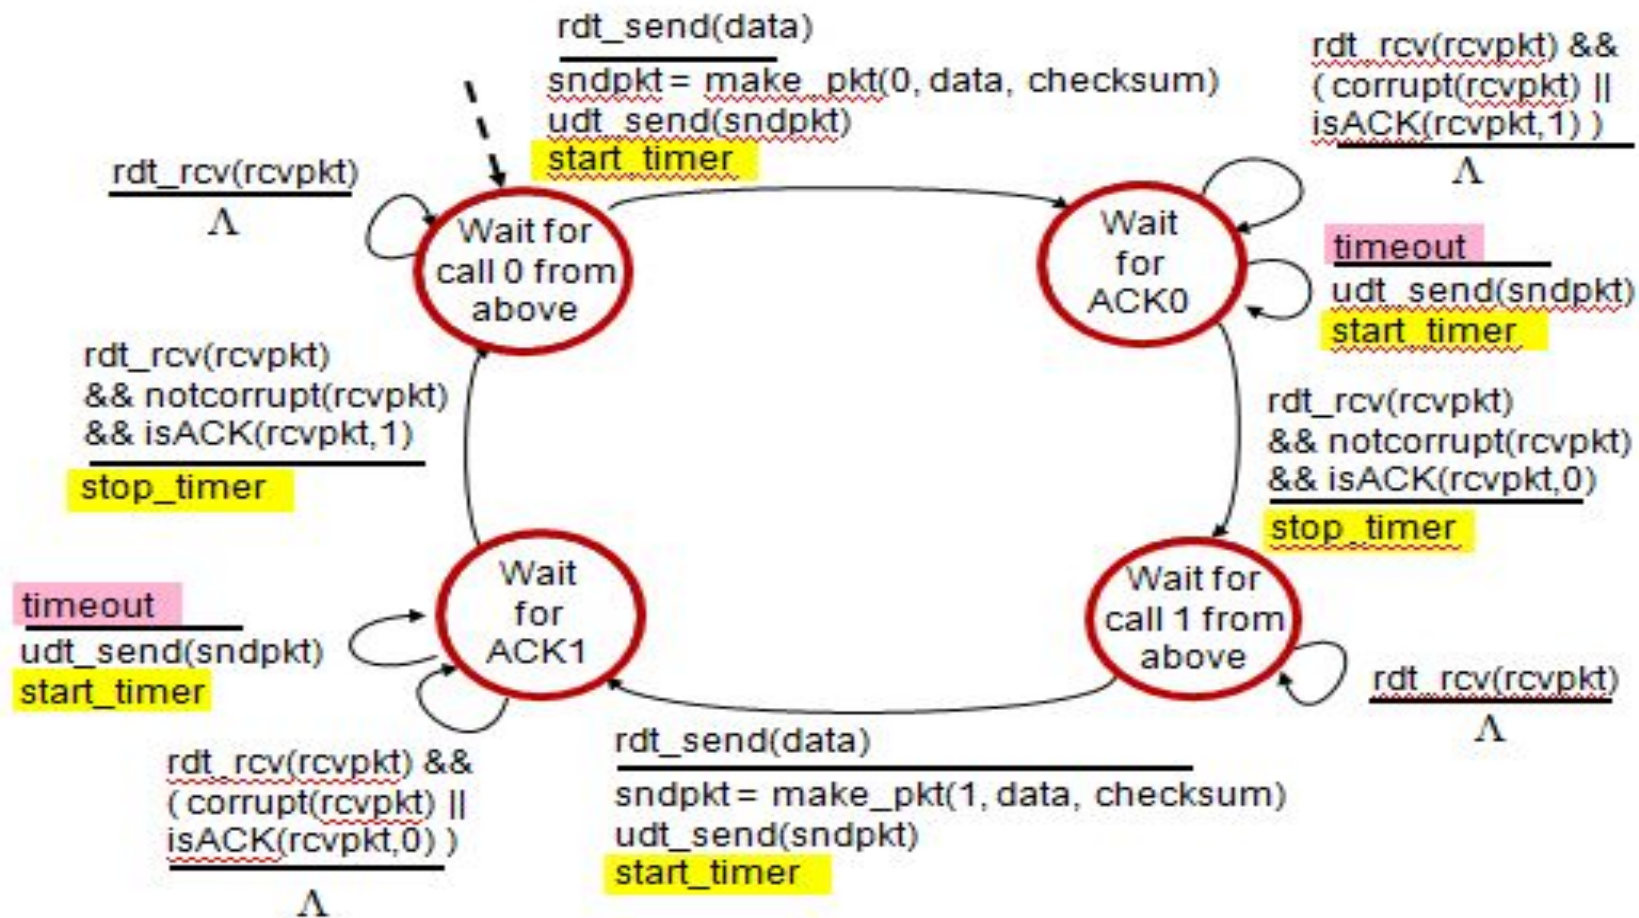 rdt_send(data)
sndpkt = make_pkt(0, data, checksum)
udt_send(sndpkt)
start_timer
rdt_rcv(rcvpkt) &&
( corrupt(rcvpkt) ||
isACK(rcvpkt,1) )
Λ
rdt_rcv(rcvpkt)
Λ
Wait for
call 0 from
above
Wait
for
ACK0
timeout
udt_send(sndpkt)
start_timer
rdt_rcv(rcvpkt)
&& notcorrupt(rcvpkt)
&& isACK(rcvpkt,1)
stop_timer
rdt_rcv(rcvpkt)
&& notcorrupt(rcvpkt)
&& isACK(rcvpkt,0)
stop_timer
Wait
for
ACK1
Wait for
call 1 from
above
timeout
udt_send(sndpkt)
start_timer
rdt_rcv(rcvpkt)
Λ
rdt_rcv(rcvpkt) &&
( corrupt(rcvpkt) ||
isACK(rcvpkt,0) )
Λ
rdt_send(data)
sndpkt = make_pkt(1, data, checksum)
udt_send(sndpkt)
start_timer